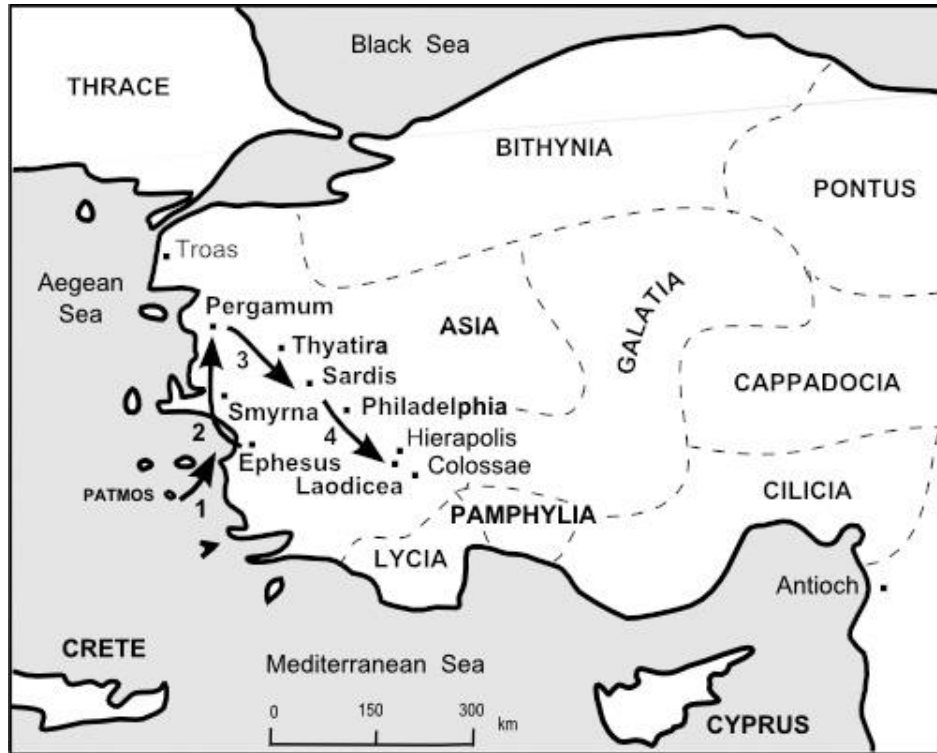 Black Sea
THRACE
BITHYNIA
PONTUS
Troas
Aegean
Sea
Pergamum
ASIA
GALATIA
3
Thyatira
Sardis
CAPPADOCIA
Smyrna
Philadelphia
2
4
Hierapolis
Ephesus
Colossae
Laodicea
PATMOS
1
CILICIA
PAMPHYLIA
LYCIA
Antioch
CRETE
Mediterranean Sea
0 150 300
km
CYPRUS